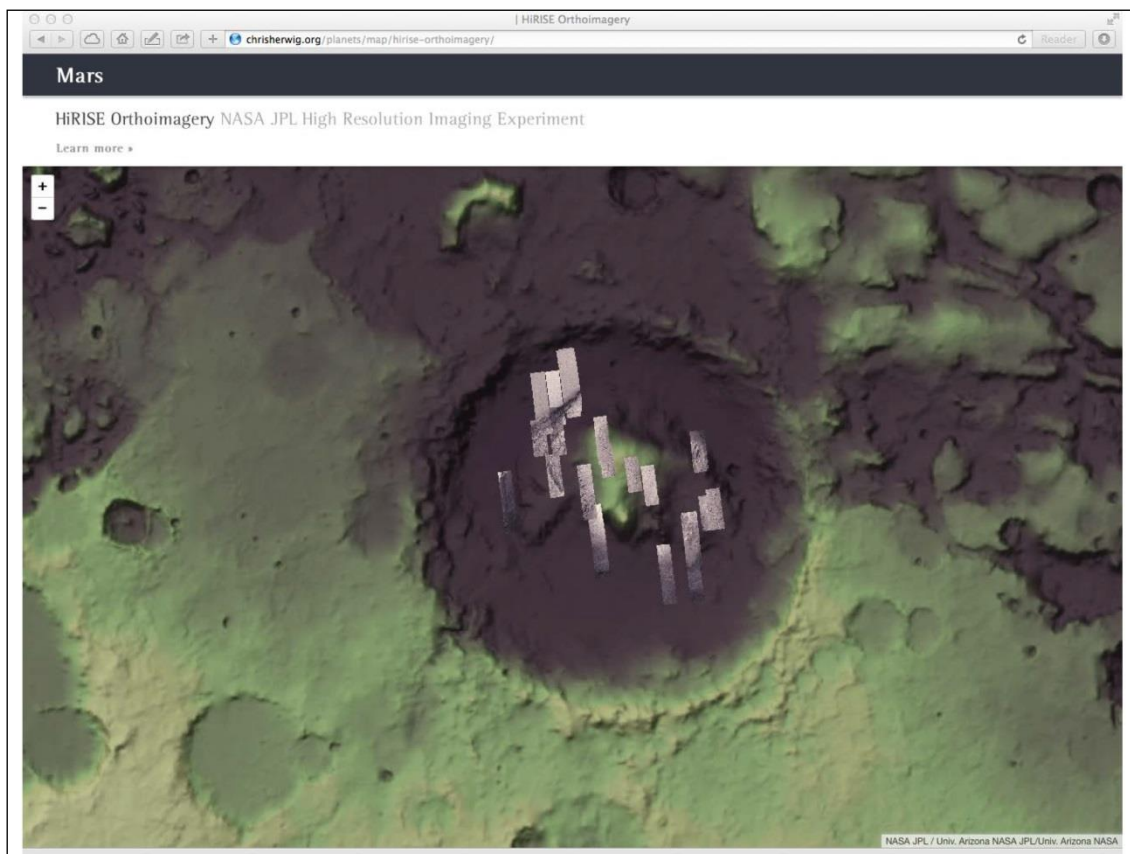 | HiRISE Orthoimagery
chrisherwig.org/planets/map/hirise-orthoimagery/
Reader
Mars
HiRISE Orthoimagery NASA JPL High Resolution Imaging Experiment
Learn more »
+
−
NASA JPL / Univ. Arizona NASA JPL/Univ. Arizona NASA